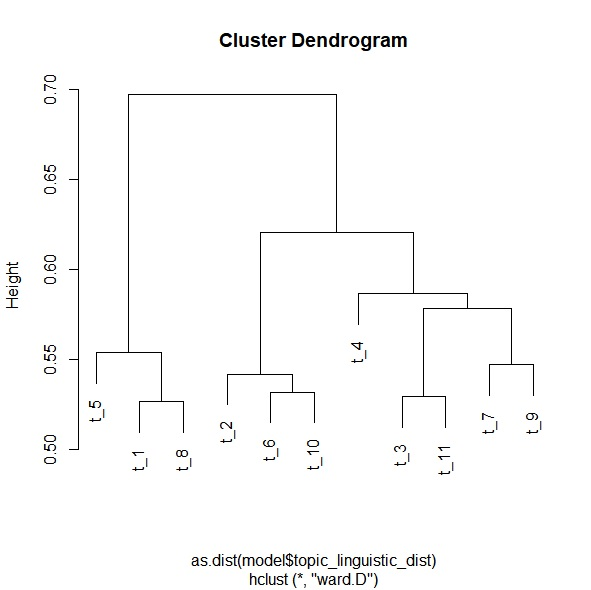 Cluster Dendrogram
Height
0.70
0.65
0.60
0.55
0.50
t_5
t_1
t_8
t_2
t_6
t_10
t_4
t_3
t_11
t_7
t_9
as.dist(model$topic_linguistic_dist)
hclust (*, "ward.D")